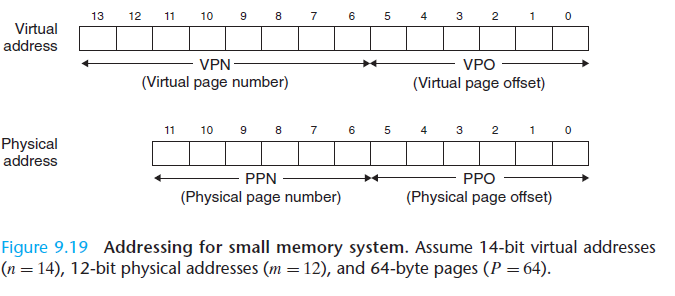 13 12 11 10 9 8 7 6 5 4 3 2 1 0
Virtual
address
VPN VPO
(Virtual page number) (Virtual page offset)
11 10 9 8 7 6 5 4 3 2 1 0
Physical
address
PPN PPO
(Physical page number) (Physical page offset)
Figure 9.19 Addressing for small memory system. Assume 14-bit virtual addresses
(n = 14), 12-bit physical addresses (m = 12), and 64-byte pages (P = 64).